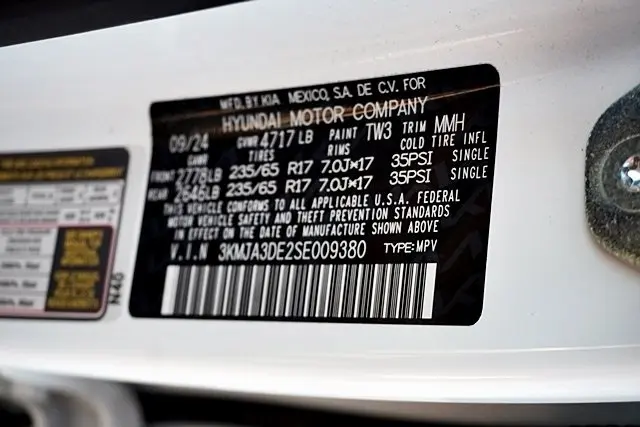 MFD. BY KIA MEXICO, S.A. DE C.V. FOR
HYUNDAI MOTOR COMPANY
09/24 GVWR 4717 LB PAINT TW3 TRIM MMH
GAWR TIRES RIMS COLD TIRE INFL
FRONT 2778LB 235/65 R17 7.0J×17 35PSI SINGLE
REAR 2646LB 235/65 R17 7.0J×17 35PSI SINGLE
THIS VEHICLE CONFORMS TO ALL APPLICABLE U.S.A. FEDERAL
MOTOR VEHICLE SAFETY AND THEFT PREVENTION STANDARDS
IN EFFECT ON THE DATE OF MANUFACTURE SHOWN ABOVE
V.I.N 3KMJA3DE2SE009380 TYPE: MPV
N40